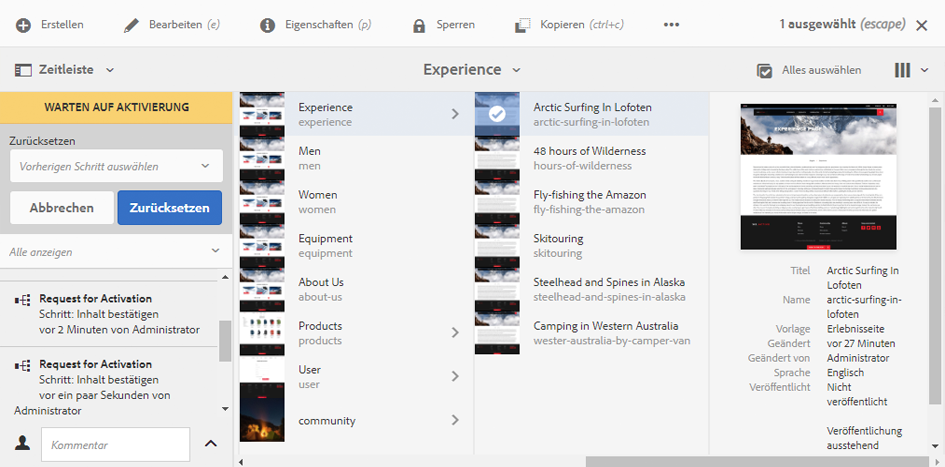 Erstellen
Bearbeiten (e)
Eigenschaften (p)
Sperren
Kopieren (ctrl+c)
1 ausgewählt (escape)
Zeitleiste
Experience
Alles auswählen
WARTEN AUF AKTIVIERUNG
Zurücksetzen
Vorherigen Schritt auswählen
Abbrechen
Zurücksetzen
Alle anzeigen
Request for Activation
Schritt: Inhalt bestätigen
vor 2 Minuten von Administrator
Request for Activation
Schritt: Inhalt bestätigen
vor ein paar Sekunden von
Administrator
Kommentar
Experience
experience
Men
men
Women
women
Equipment
equipment
About Us
about-us
Products
products
User
user
community
Arctic Surfing In Lofoten
arctic-surfing-in-lofoten
48 hours of Wilderness
hours-of-wilderness
Fly-fishing the Amazon
fly-fishing-the-amazon
Skitouring
skitouring
Steelhead and Spines in Alaska
steelhead-and-spines-in-alaska
Camping in Western Australia
wester-australia-by-camper-van
EXPERIENCE PAGE
Titel Arctic Surfing In
Lofoten
Name arctic-surfing-in-
lofoten
Vorlage Erlebnisseite
Geändert vor 27 Minuten
Geändert von Administrator
Sprache Englisch
Veröffentlicht Nicht
veröffentlicht
Veröffentlichung
ausstehend